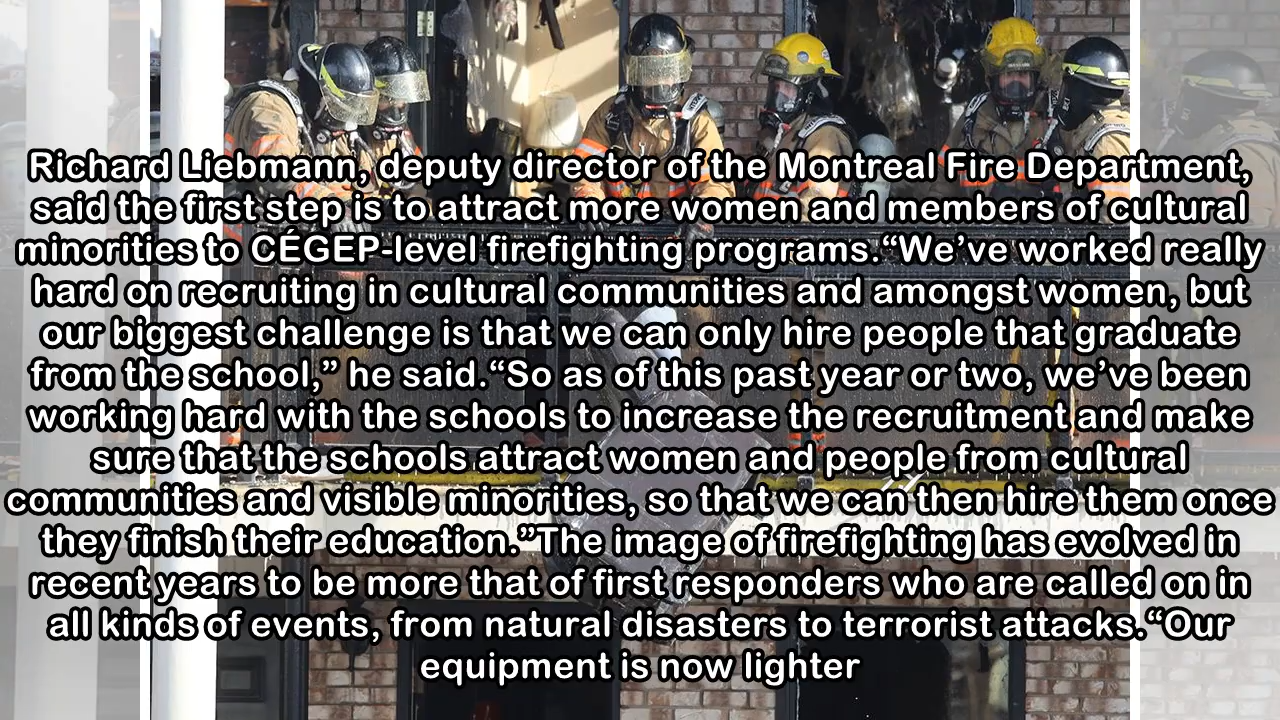 Richard Liebmann, deputy director of the Montreal Fire Department,
said the first step is to attract more women and members of cultural
minorities to CÉGEP-level firefighting programs.“We’ve worked really
hard on recruiting in cultural communities and amongst women, but
our biggest challenge is that we can only hire people that graduate
from the school,” he said.“So as of this past year or two, we’ve been
working hard with the schools to increase the recruitment and make
sure that the schools attract women and people from cultural
communities and visible minorities, so that we can then hire them once
they finish their education.”The image of firefighting has evolved in
recent years to be more that of first responders who are called on in
all kinds of events, from natural disasters to terrorist attacks.“Our
equipment is now lighter